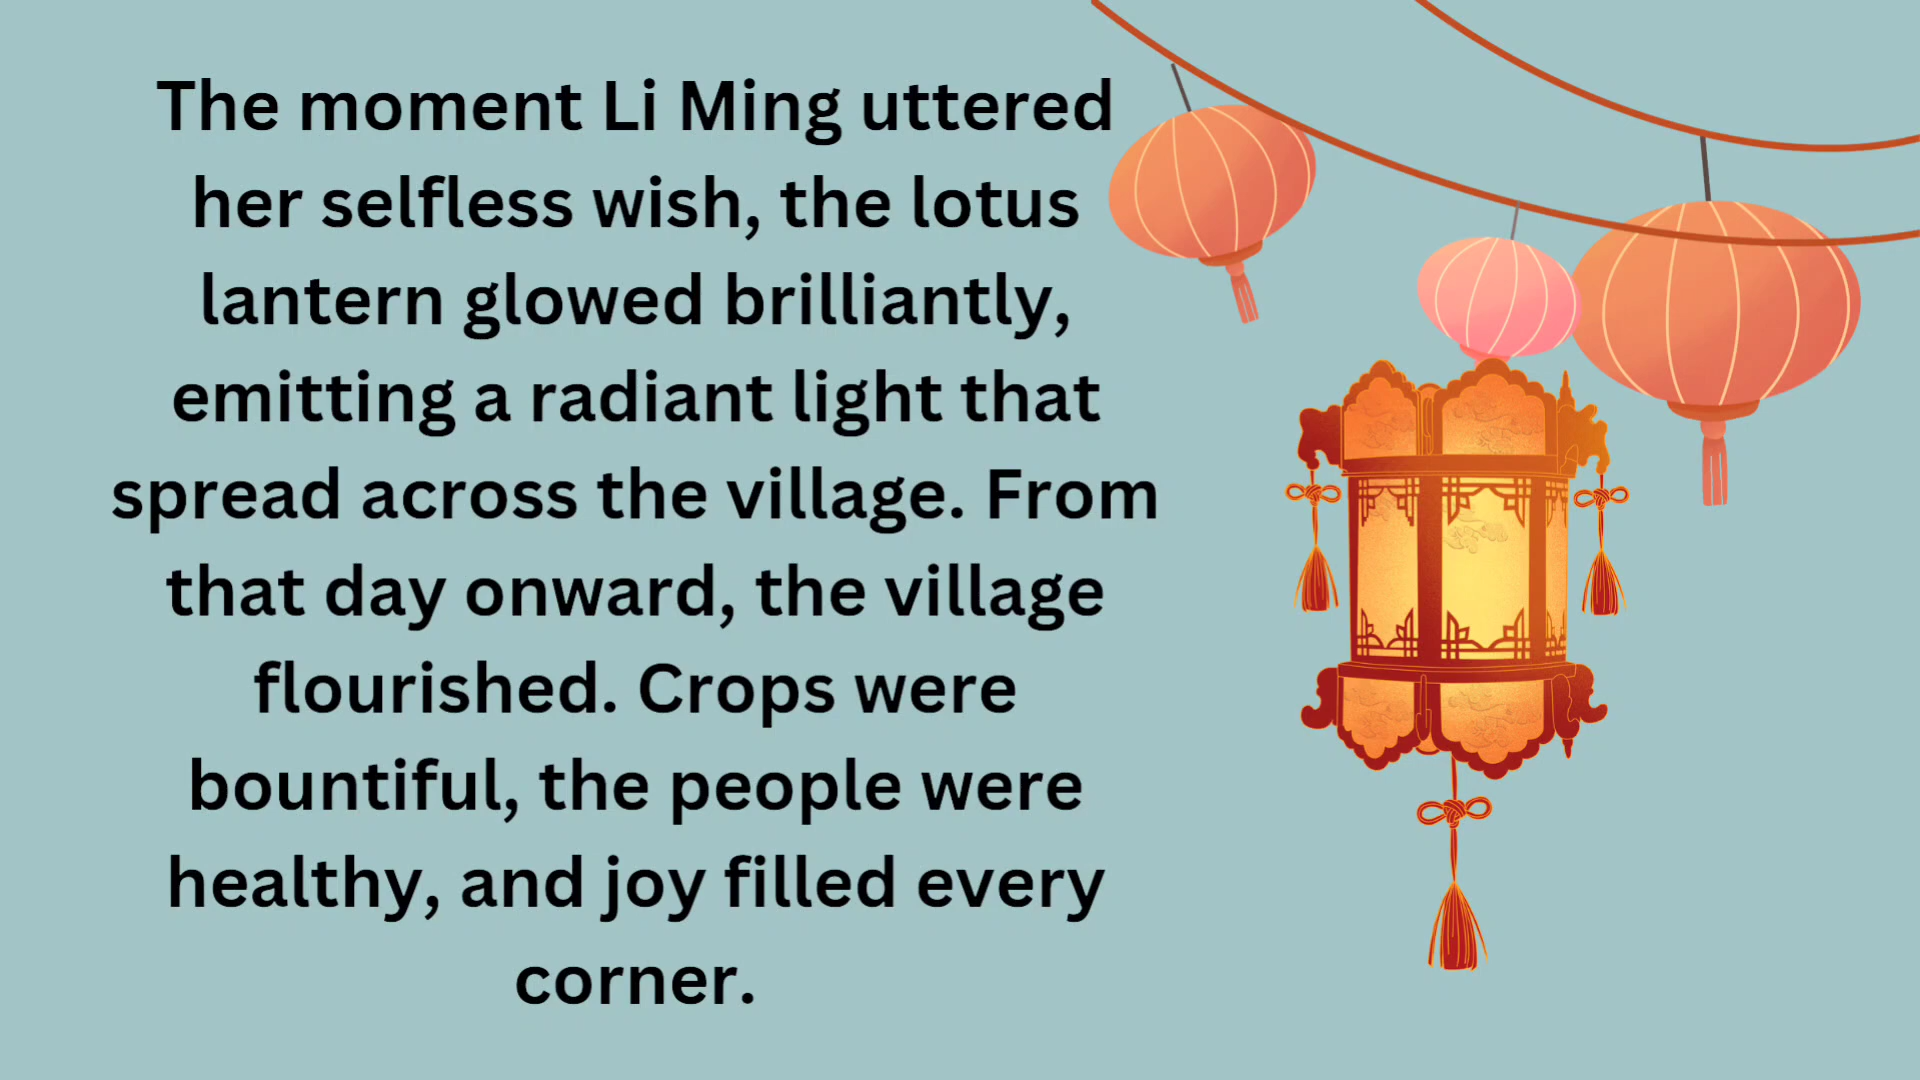 The moment Li Ming uttered
her selfless wish, the lotus
lantern glowed brilliantly,
emitting a radiant light that
spread across the village. From
that day onward, the village
flourished. Crops were
bountiful, the people were
healthy, and joy filled every
corner.